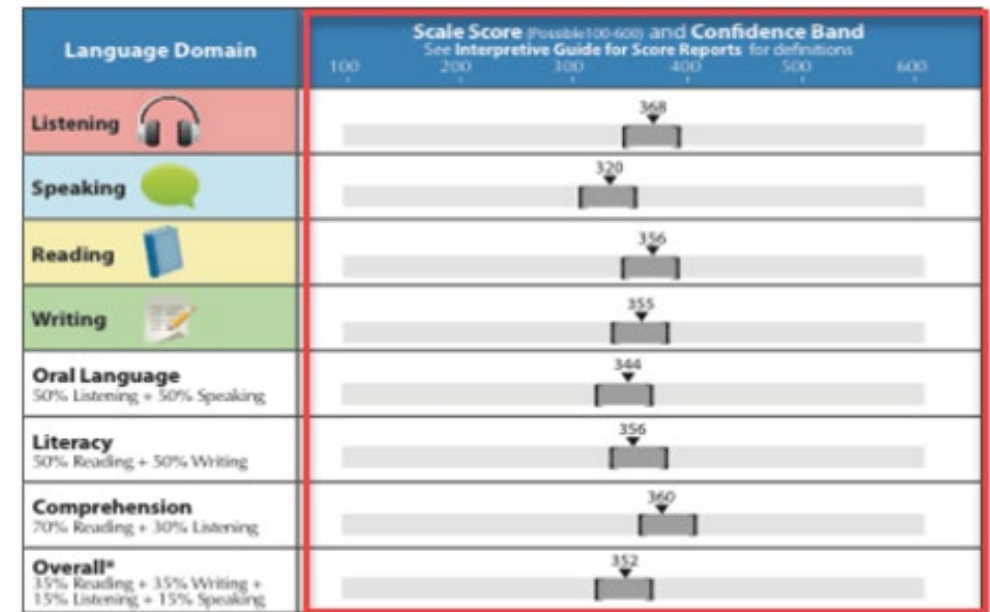 Language Domain
Scale Score (Possible 100-600) and Confidence Band
See Interpretive Guide for Score Reports for definitions
100 200 300 400 500 600
Listening
368
Speaking
320
Reading
356
Writing
355
Oral Language
50% Listening + 50% Speaking
344
Literacy
50% Reading + 50% Writing
356
Comprehension
70% Reading + 30% Listening
360
Overall*
35% Reading + 35% Writing +
15% Listening + 15% Speaking
352